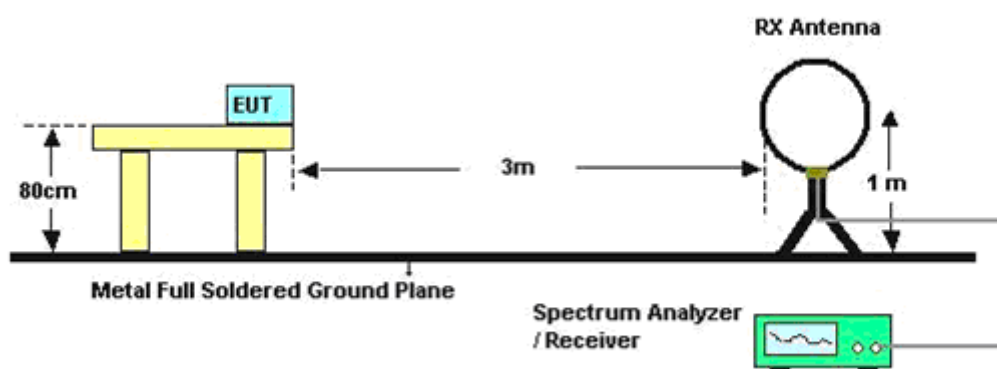 RX Antenna
EUT
80cm
3m
1 m
Metal Full Soldered Ground Plane
Spectrum Analyzer
/ Receiver